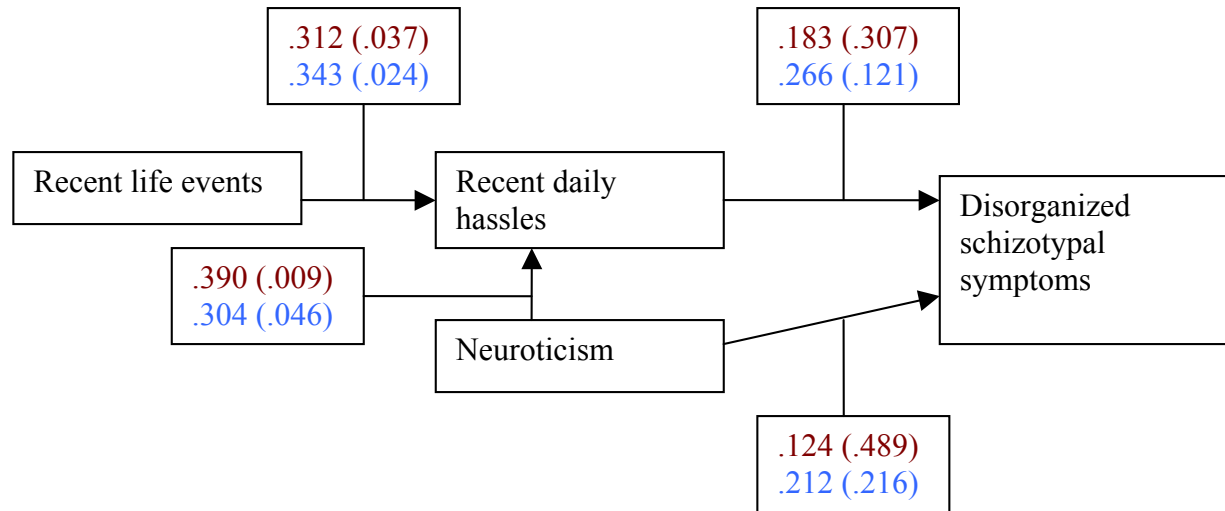 .312 (.037)
.343 (.024)
.183 (.307)
.266 (.121)
Recent life events
Recent daily
hassles
Disorganized
schizotypal
symptoms
.390 (.009)
.304 (.046)
Neuroticism
.124 (.489)
.212 (.216)